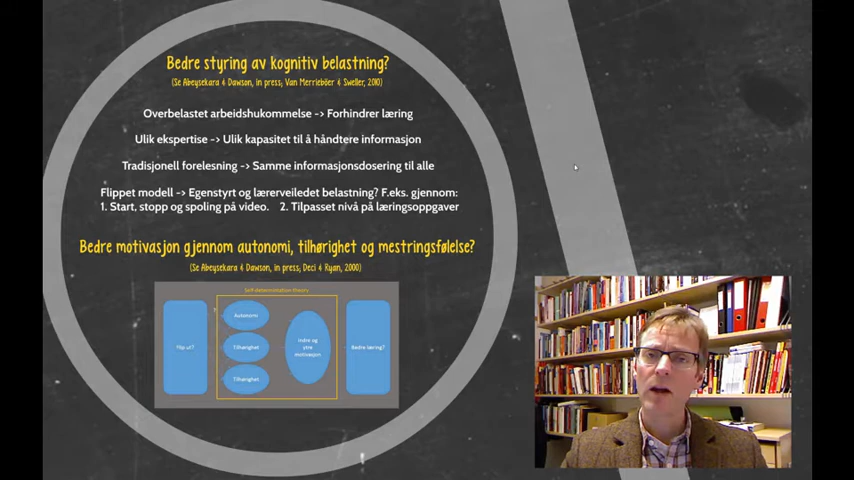 Bedre styring av kognitiv belastning?
(Se Abeysekara & Dawson, in press; Van Merrieböer & Sweller, 2010)
Overbelastet arbeidshukommelse -> Forhindrer læring
Ulik ekspertise -> Ulik kapasitet til å håndtere informasjon
Tradisjonell forelesning -> Samme informasjonsdosering til alle
Flippet modell -> Egenstyrt og lærerveiledet belastning? F.eks. gjennom:
1. Start, stopp og spoling på video. 2. Tilpasset nivå på læringsoppgaver
Bedre motivasjon gjennom autonomi, tilhørighet og mestringsfølelse?
(Se Abeysekara & Dawson, in press; Deci & Ryan, 2000)
Self-determination theory
?
Autonomi
Flip ut?
Tilhørighet
Indre og
ytre
motivasjon
Bedre læring?
Tilhørighet